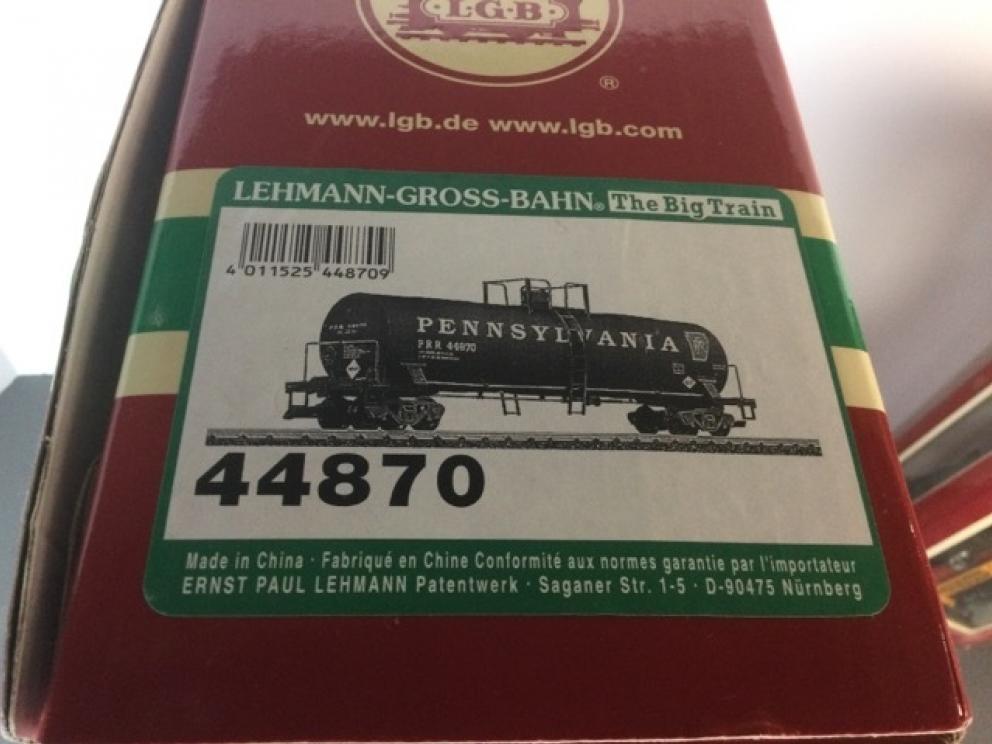 L·G·B
®
www.lgb.de www.lgb.com
LEHMANN-GROSS-BAHN® The Big Train
4 011525 448709
PENNSYLVANIA
PRR 44870
44870
Made in China · Fabriqué en Chine Conformité aux normes garantie par l'importateur
ERNST PAUL LEHMANN Patentwerk · Saganer Str. 1-5 · D-90475 Nürnberg